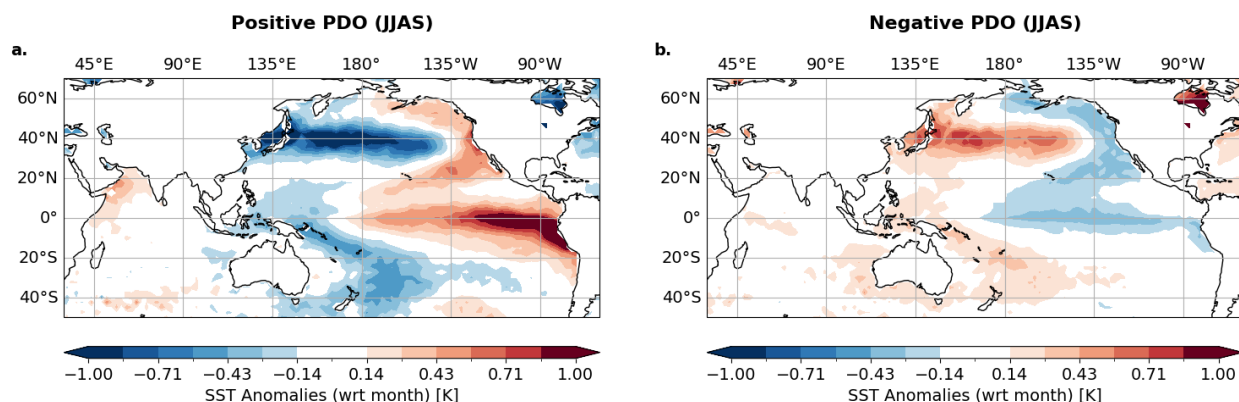 Positive PDO (JJAS)
Negative PDO (JJAS)
a.
b.
45°E 90°E 135°E 180° 135°W 90°W
45°E 90°E 135°E 180° 135°W 90°W
60°N
60°N
40°N
40°N
20°N
20°N
0°
0°
20°S
20°S
40°S
40°S
−1.00 −0.71 −0.43 −0.14 0.14 0.43 0.71 1.00
−1.00 −0.71 −0.43 −0.14 0.14 0.43 0.71 1.00
SST Anomalies (wrt month) [K]
SST Anomalies (wrt month) [K]